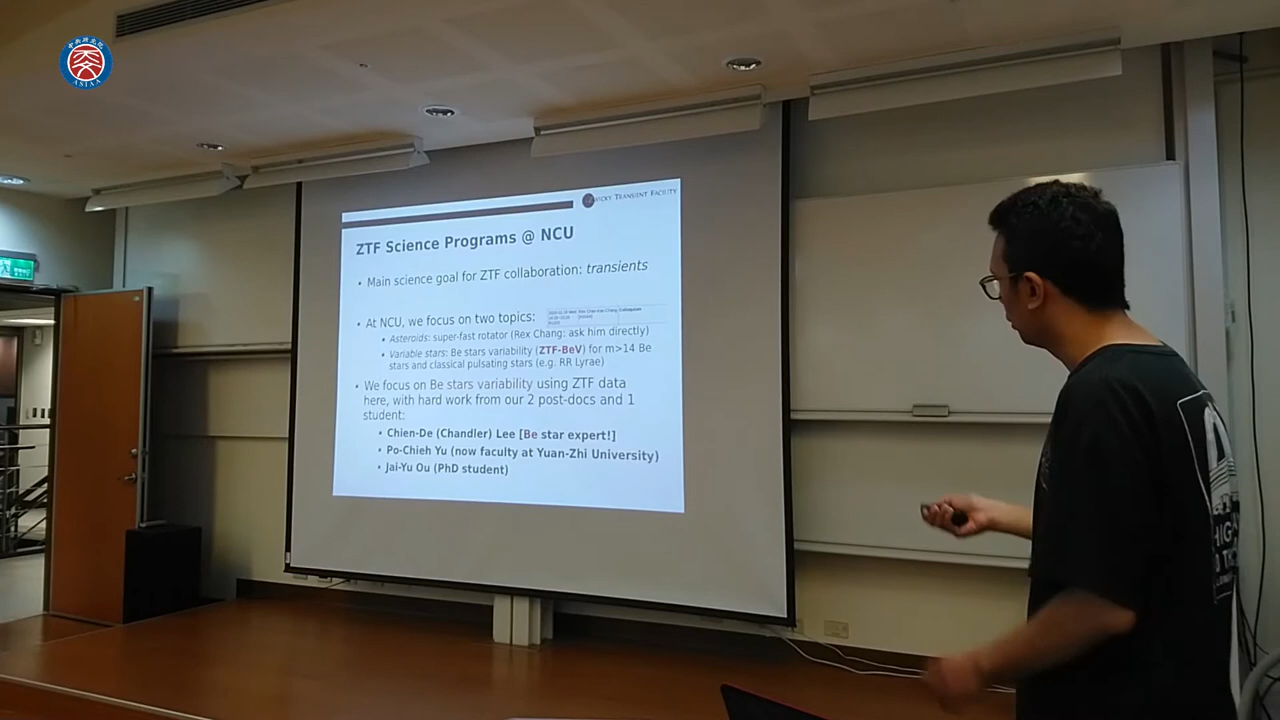 ASIAA
ZWICKY TRANSIENT FACILITY
ZTF Science Programs @ NCU
• Main science goal for ZTF collaboration: transients
• At NCU, we focus on two topics:
• Asteroids: super-fast rotator (Rex Chang: ask him directly)
• Variable stars: Be stars variability (ZTF-BeV) for m>14 Be
stars and classical pulsating stars (e.g. RR Lyrae)
• We focus on Be stars variability using ZTF data
here, with hard work from our 2 post-docs and 1
student:
• Chien-De (Chandler) Lee [Be star expert!]
• Po-Chieh Yu (now faculty at Yuan-Zhi University)
• Jai-Yu Ou (PhD student)